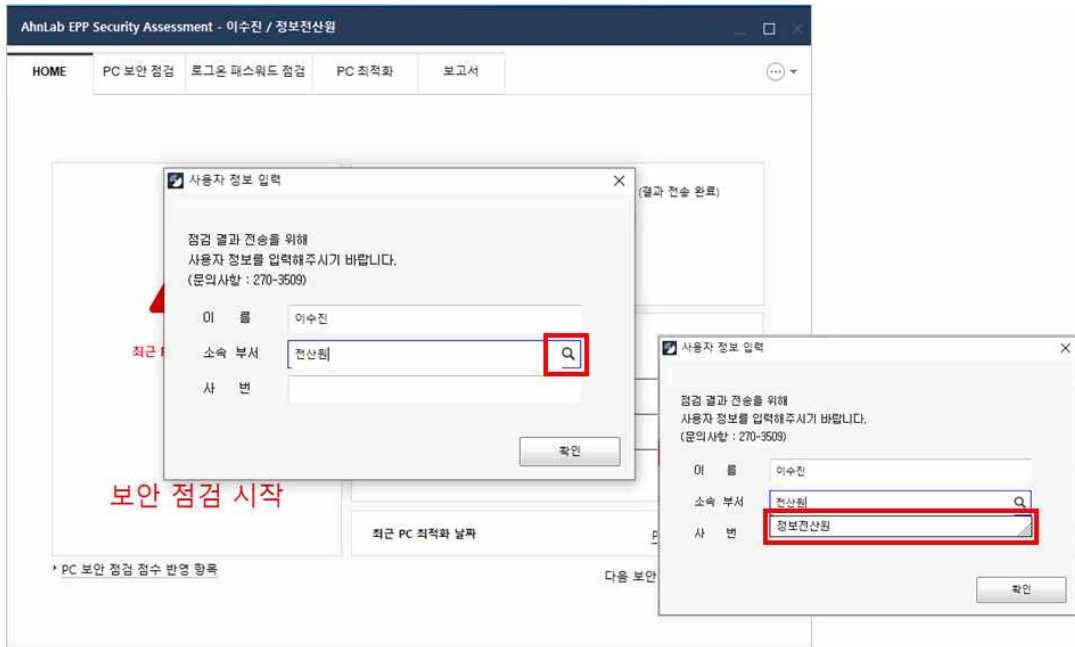 AhnLab EPP Security Assessment - 이수진 / 정보전산원
HOME
PC 보안 점검
로그온 패스워드 점검
PC 최적화
보고서
(결과 전송 완료)
사용자 정보 입력
점검 결과 전송을 위해
사용자 정보를 입력해주시기 바랍니다.
(문의사항 : 270-3509)
이 름 이수진
소속 부서 전산원
사 번
확인
최근
보안 점검 시작
최근 PC 최적화 날짜
PC 보안 점검 점수 반영 항목
다음 보안
사용자 정보 입력
점검 결과 전송을 위해
사용자 정보를 입력해주시기 바랍니다.
(문의사항 : 270-3509)
이 름 이수진
소속 부서 전산원
정보전산원
사 번
확인